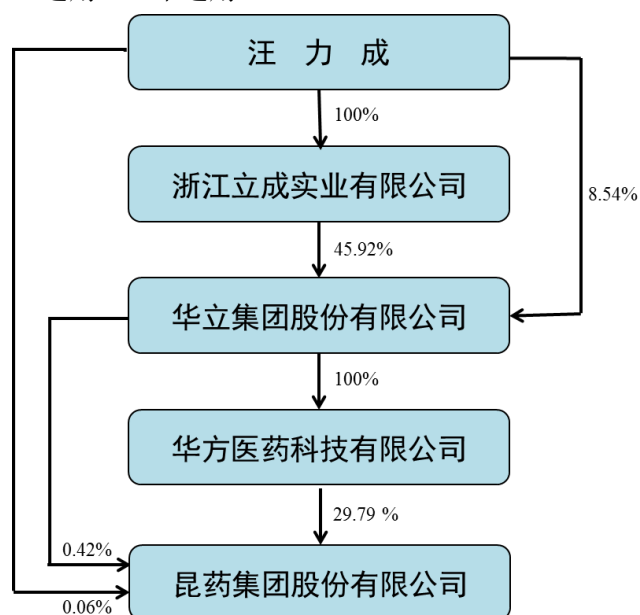 汪 力 成
100%
浙江立成实业有限公司
8.54%
45.92%
华立集团股份有限公司
100%
华方医药科技有限公司
29.79 %
0.42%
昆药集团股份有限公司
0.06%